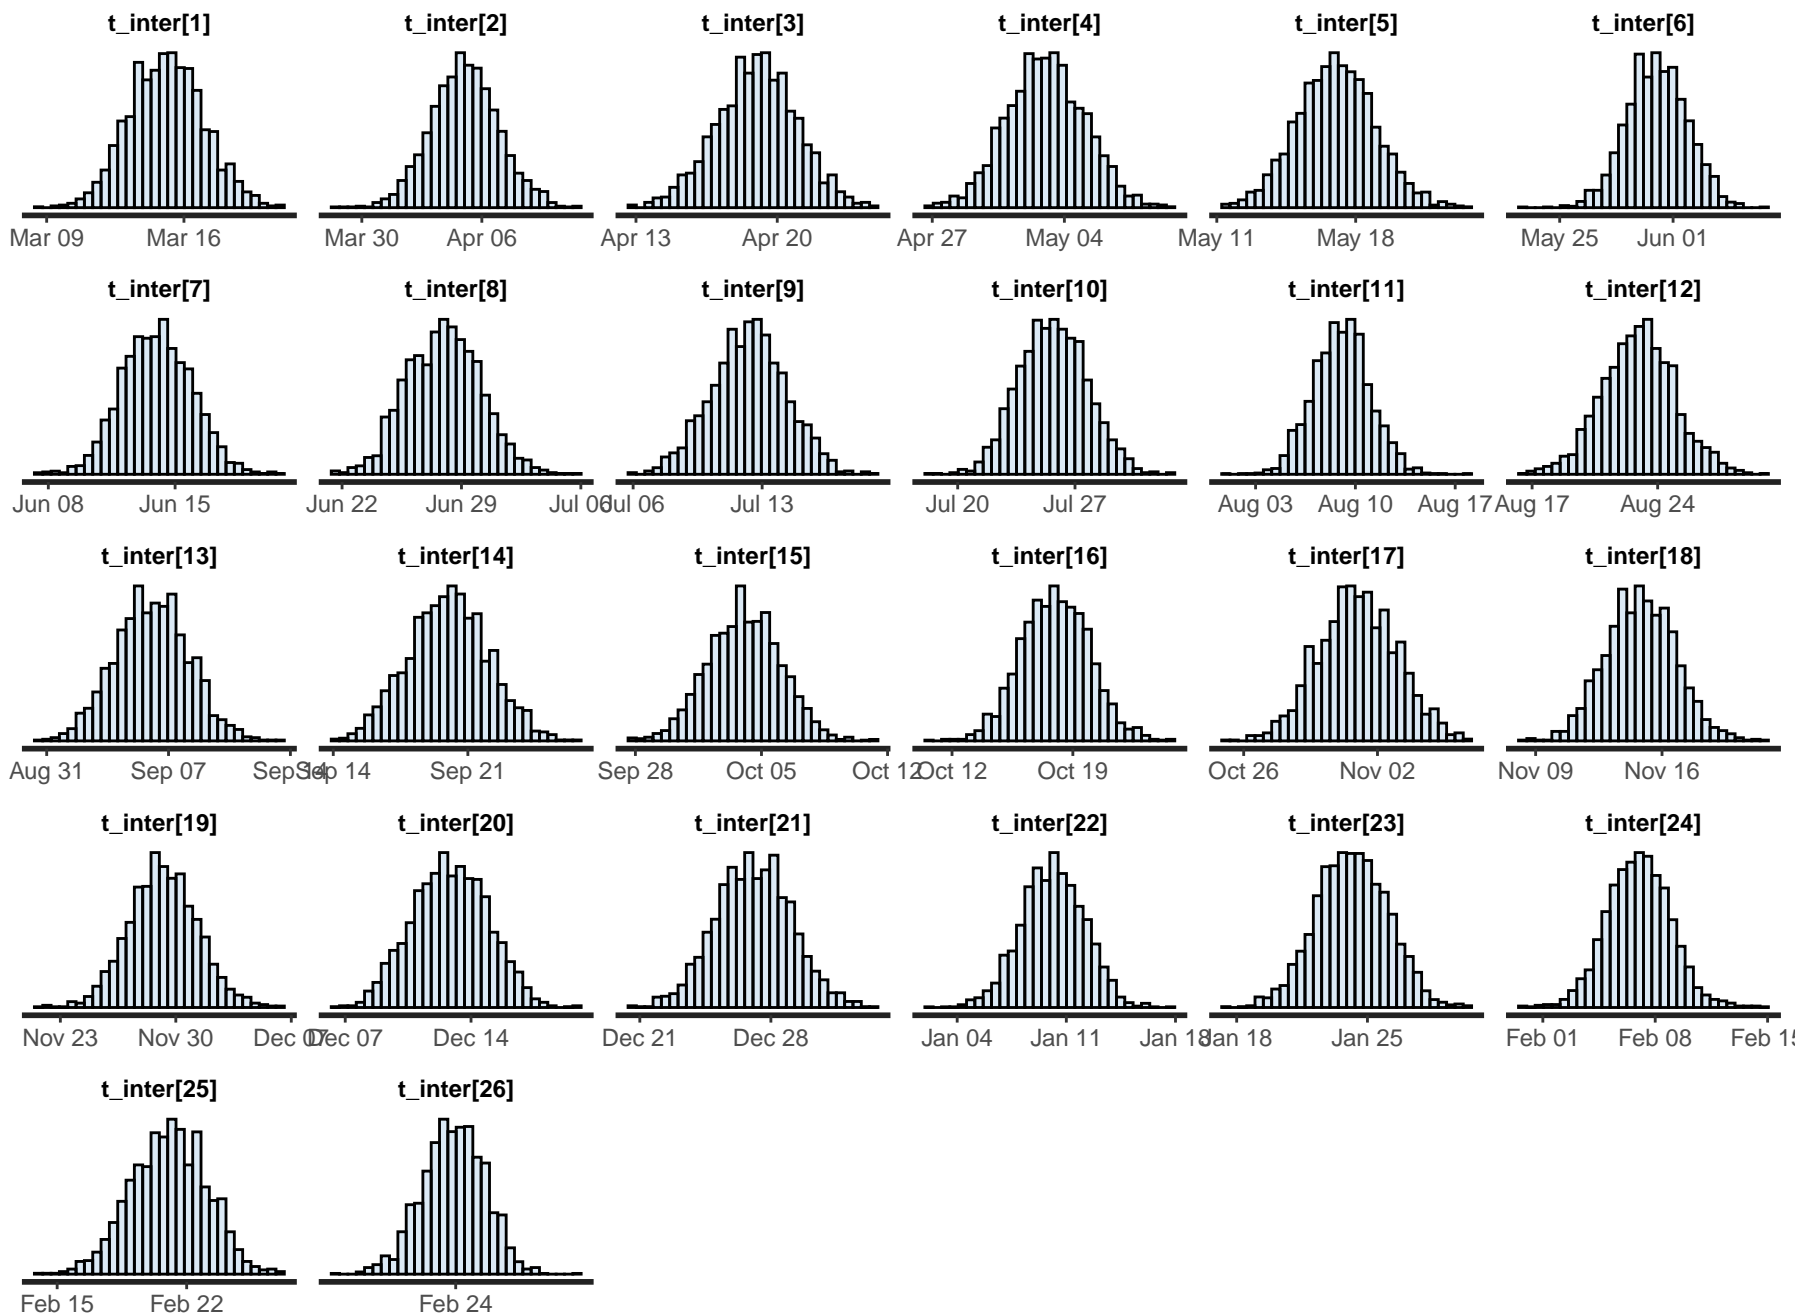 t_inter[1] t_inter[2] t_inter[3] t_inter[4] t_inter[5] t_inter[6]
Mar 09 Mar 16 Mar 30 Apr 06 Apr 13 Apr 20 Apr 27 May 04 May 11 May 18 May 25 Jun 01
t_inter[7] t_inter[8] t_inter[9] t_inter[10] t_inter[11] t_inter[12]
Jun 08 Jun 15 Jun 22 Jun 29 Jul 06 Jul 06 Jul 13 Jul 20 Jul 27 Aug 03 Aug 10 Aug 17 Aug 17 Aug 24
t_inter[13] t_inter[14] t_inter[15] t_inter[16] t_inter[17] t_inter[18]
Aug 31 Sep 07 Sep 14 Sep 14 Sep 21 Sep 28 Oct 05 Oct 12 Oct 12 Oct 19 Oct 26 Nov 02 Nov 09 Nov 16
t_inter[19] t_inter[20] t_inter[21] t_inter[22] t_inter[23] t_inter[24]
Nov 23 Nov 30 Dec 07 Dec 07 Dec 14 Dec 21 Dec 28 Jan 04 Jan 11 Jan 18 Jan 18 Jan 25 Feb 01 Feb 08 Feb 15
t_inter[25] t_inter[26]
Feb 15 Feb 22 Feb 24